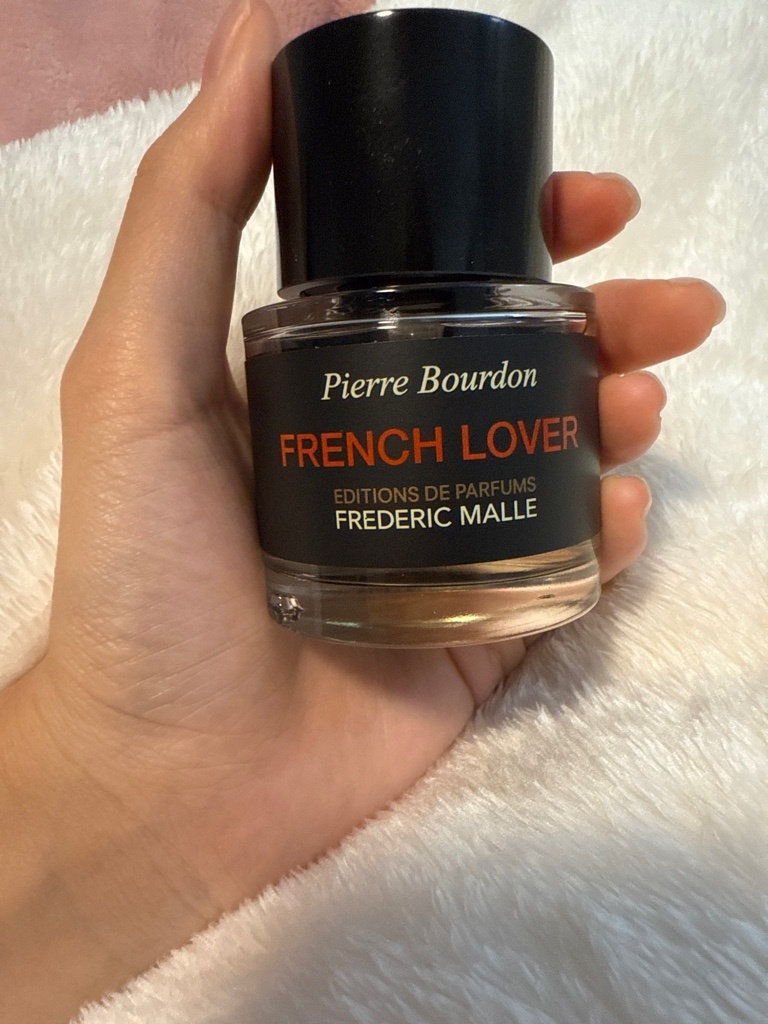 Pierre Bourdon
FRENCH LOVER
EDITIONS DE PARFUMS
FREDERIC MALLE